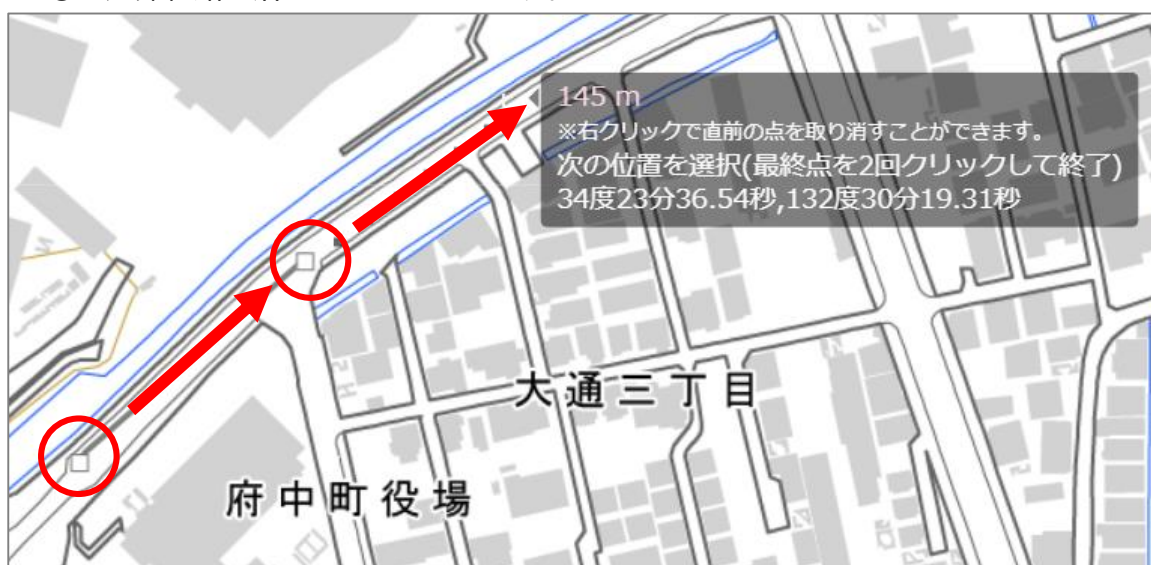 145 m
※右クリックで直前の点を取り消すことができます。
次の位置を選択(最終点を2回クリックして終了)
34度23分36.54秒,132度30分19.31秒
大通三丁目
府中町役場